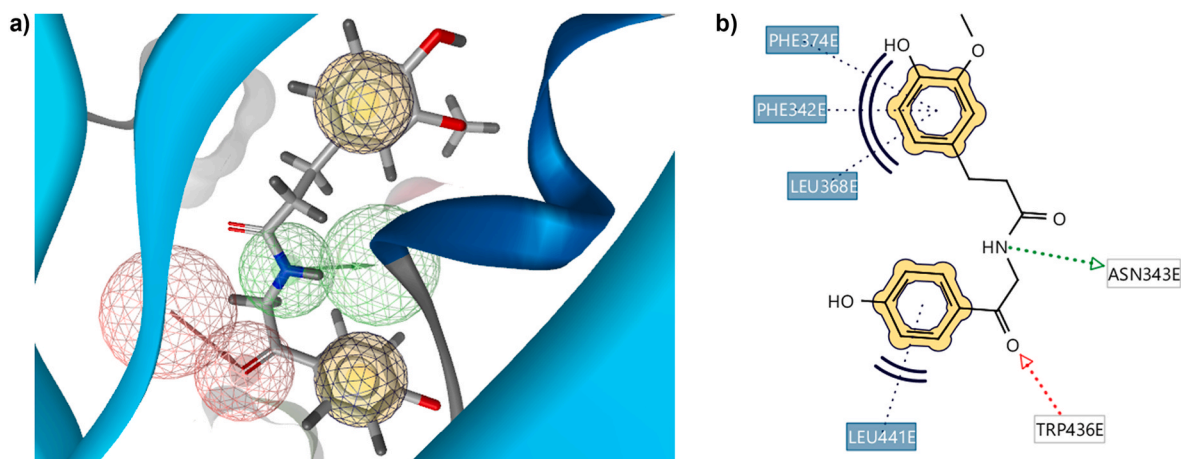 a)
b)
PHE374E
HO
O
PHE342E
LEU368E
O
HN
ASN343E
HO
O
LEU441E
TRP436E